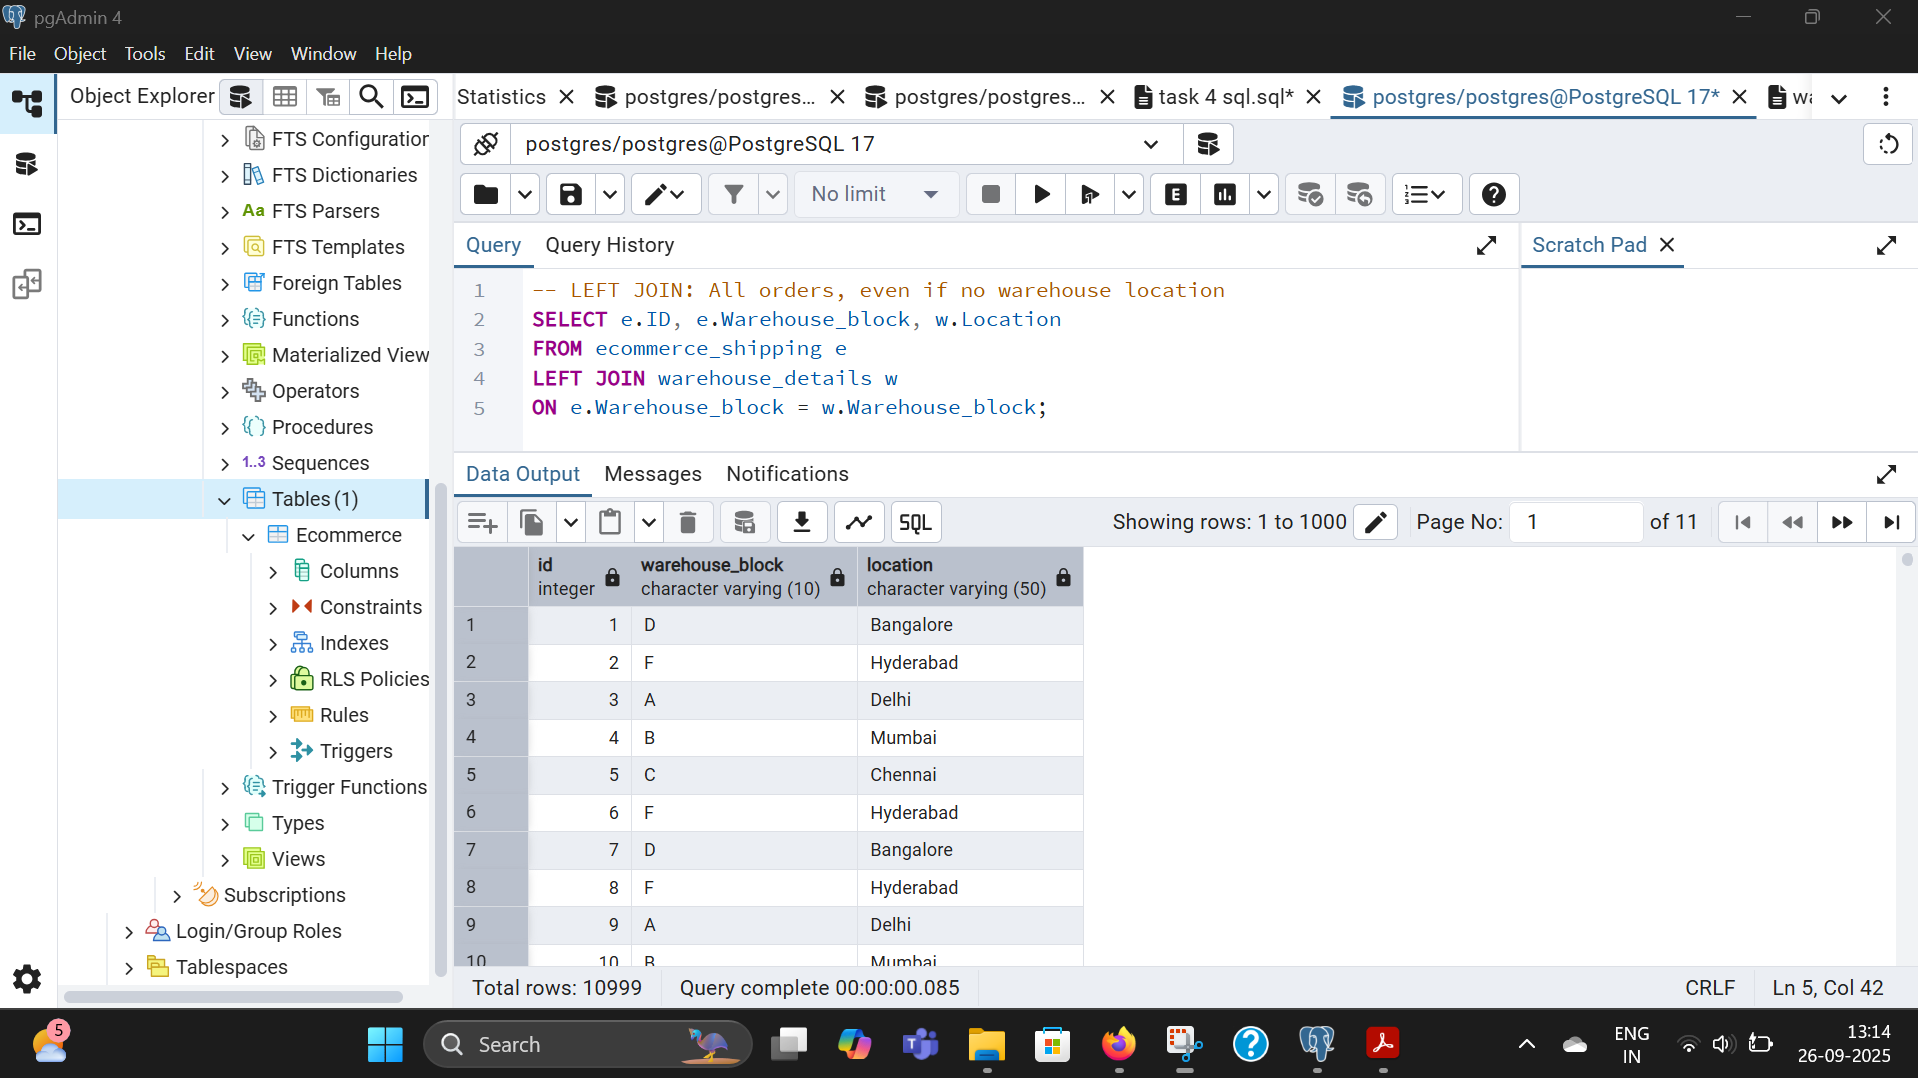 pgAdmin 4
File Object Tools Edit View Window Help
Object Explorer
Statistics
postgres/postgres...
postgres/postgres...
task 4 sql.sql*
postgres/postgres@PostgreSQL 17*
FTS Configuration
FTS Dictionaries
Aa FTS Parsers
FTS Templates
Foreign Tables
Functions
Materialized View
Operators
Procedures
1..3 Sequences
Tables (1)
Ecommerce
Columns
Constraints
Indexes
RLS Policies
Rules
Triggers
Trigger Functions
Types
Views
Subscriptions
Login/Group Roles
Tablespaces
postgres/postgres@PostgreSQL 17
No limit
E
Query Query History
Scratch Pad
1 -- LEFT JOIN: All orders, even if no warehouse location
2 SELECT e.ID, e.Warehouse_block, w.Location
3 FROM ecommerce_shipping e
4 LEFT JOIN warehouse_details w
5 ON e.Warehouse_block = w.Warehouse_block;
Data Output Messages Notifications
SQL
Showing rows: 1 to 1000
Page No: 1 of 11
id warehouse_block location
integer character varying (10) character varying (50)
1 1 D Bangalore
2 2 F Hyderabad
3 3 A Delhi
4 4 B Mumbai
5 5 C Chennai
6 6 F Hyderabad
7 7 D Bangalore
8 8 F Hyderabad
9 9 A Delhi
10 10 B Mumbai
Total rows: 10999 Query complete 00:00:00.085
CRLF Ln 5, Col 42
5
Search
ENG
IN
13:14
26-09-2025